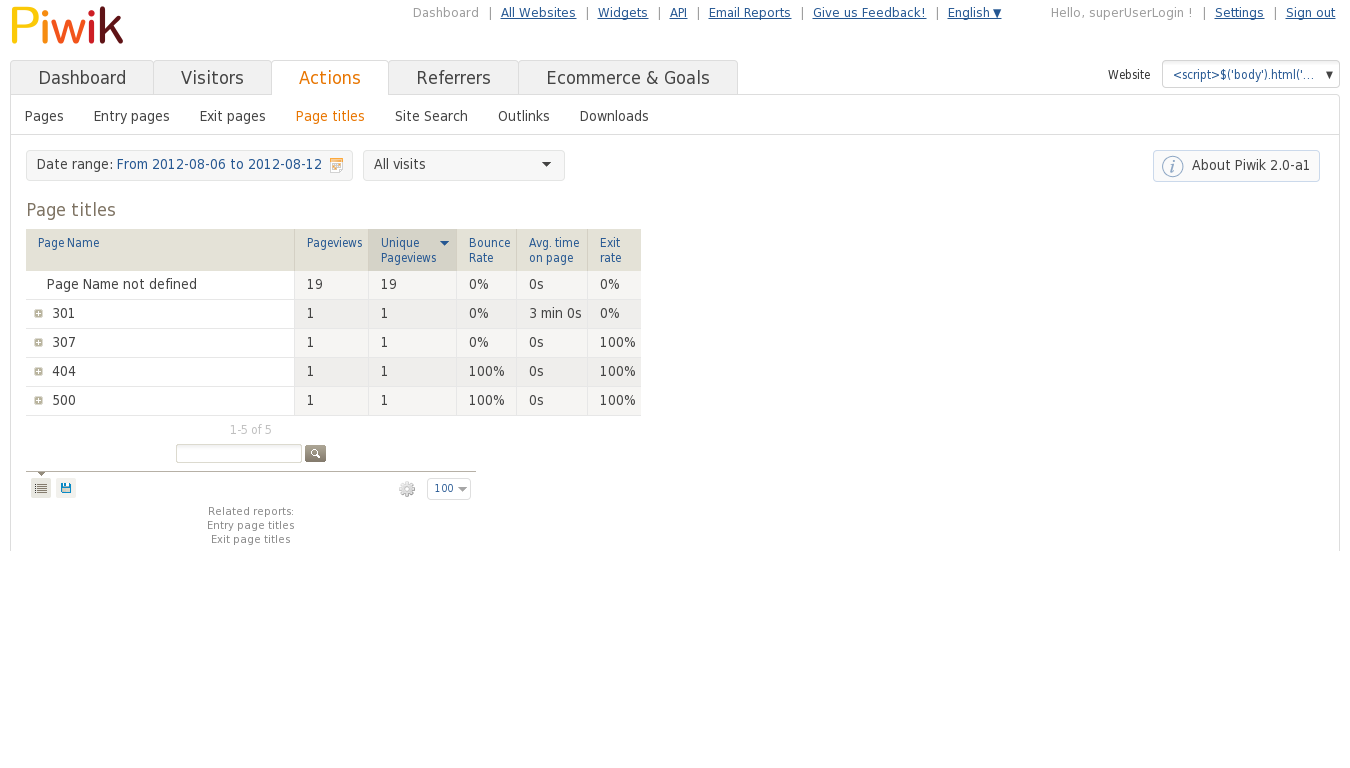 Piwik
Dashboard | All Websites | Widgets | API | Email Reports | Give us Feedback! | English ▼
Hello, superUserLogin ! | Settings | Sign out
Dashboard Visitors Actions Referrers Ecommerce & Goals
Website <script>$('body').html('... ▼
Pages Entry pages Exit pages Page titles Site Search Outlinks Downloads
Date range: From 2012-08-06 to 2012-08-12
All visits
About Piwik 2.0-a1
Page titles
Page Name Pageviews Unique Pageviews Bounce Rate Avg. time on page Exit rate
Page Name not defined 19 19 0% 0s 0%
301 1 1 0% 3 min 0s 0%
307 1 1 0% 0s 100%
404 1 1 100% 0s 100%
500 1 1 100% 0s 100%
1-5 of 5
100
Related reports:
Entry page titles
Exit page titles